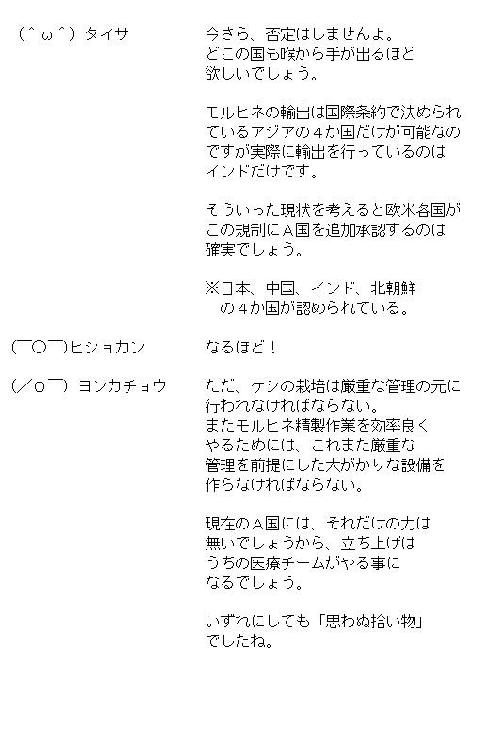 (＾ω＾) タイサ　今さら、否定はしませんよ。
どこの国も喉から手が出るほど
欲しいでしょう。
モルヒネの輸出は国際条約で決められ
ているアジアの４か国だけが可能なの
ですが実際に輸出を行っているのは
インドだけです。
そういった現状を考えると欧米各国が
この規則にＡ国を追加承認するのは
確実でしょう。
※日本、中国、インド、北朝鮮
の４か国が認められている。
(￣〇￣)ヒショカン　なるほど！
(／ο￣) ヨンカチョウ　ただ、ケシの栽培は厳重な管理の元に
行われなければならない。
またモルヒネ精製作業を効率良く
やるためには、これまた厳重な
管理を前提にした大がかりな設備を
作らなければならない。
現在のＡ国には、それだけの力は
無いでしょうから、立ち上げは
うちの医療チームがやる事に
なるでしょう。
いずれにしても「思わぬ拾い物」
でしたね。